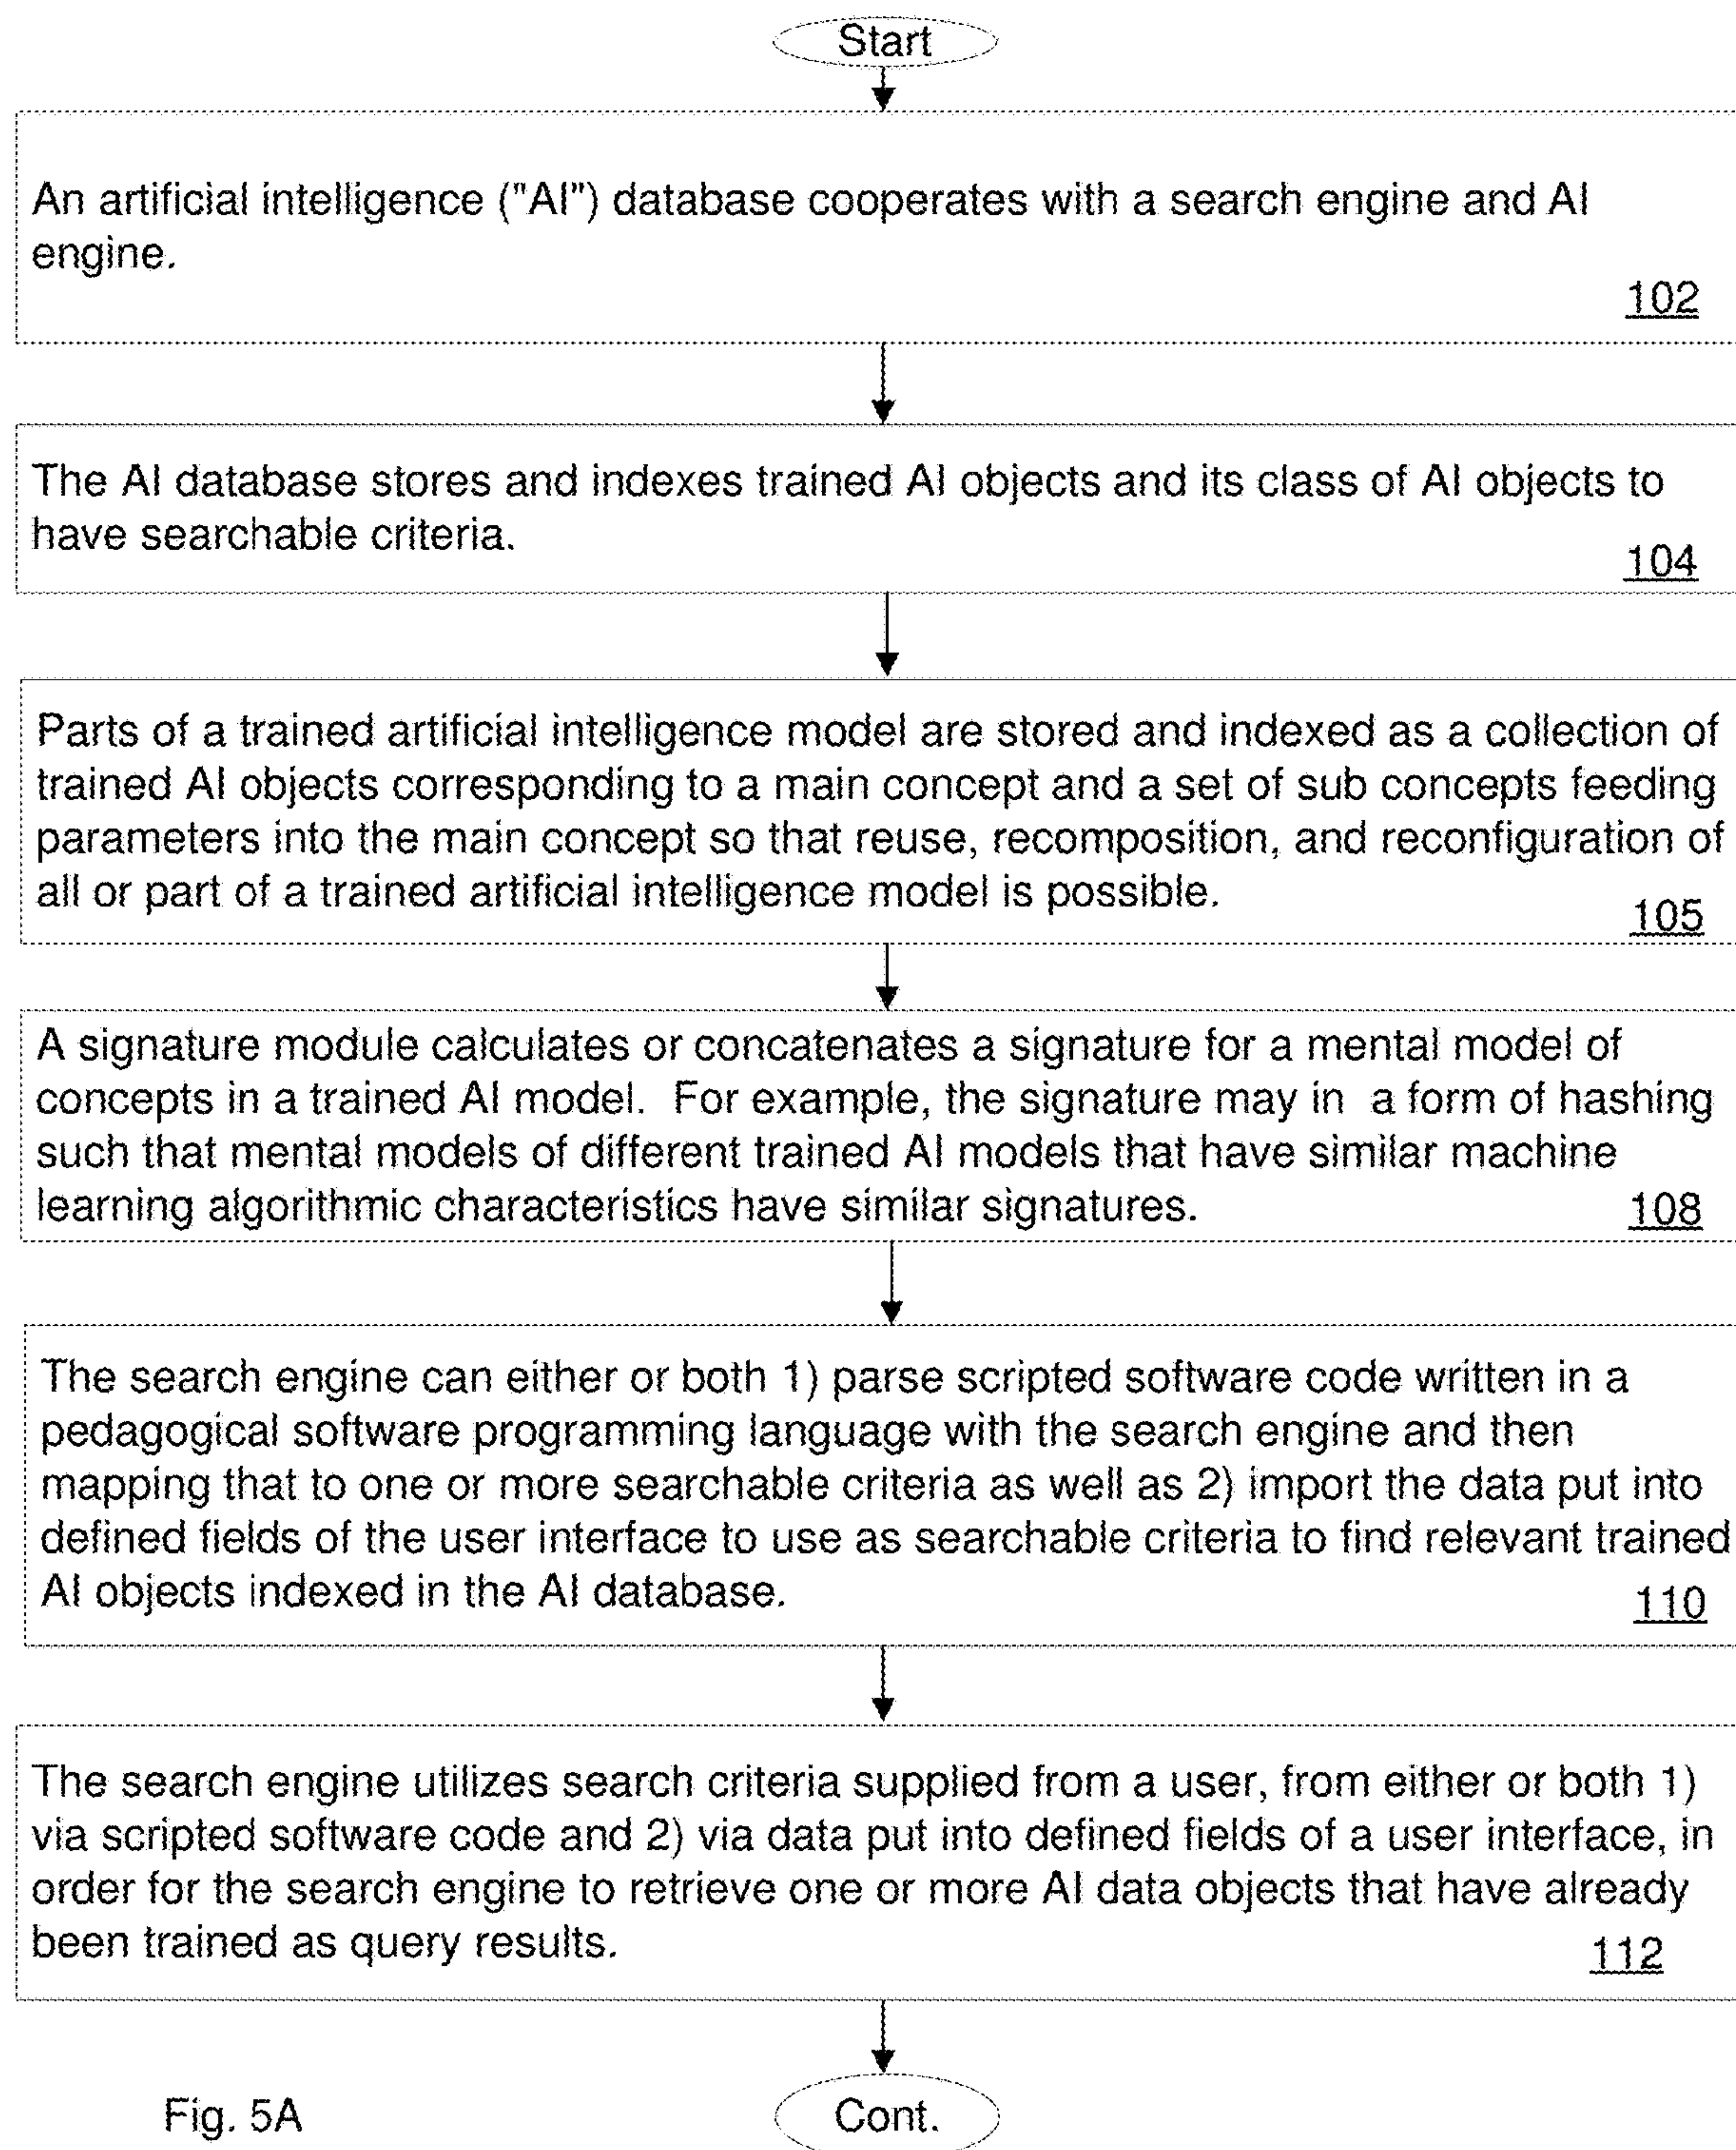 Start
An artificial intelligence ("AI") database cooperates with a search engine and AI
engine.
102
The AI database stores and indexes trained AI objects and its class of AI objects to
have searchable criteria.
104
Parts of a trained artificial intelligence model are stored and indexed as a collection of
trained AI objects corresponding to a main concept and a set of sub concepts feeding
parameters into the main concept so that reuse, recomposition, and reconfiguration of
all or part of a trained artificial intelligence model is possible.
105
A signature module calculates or concatenates a signature for a mental model of
concepts in a trained AI model.  For example, the signature may in  a form of hashing
such that mental models of different trained AI models that have similar machine
learning algorithmic characteristics have similar signatures.
108
The search engine can either or both 1) parse scripted software code written in a
pedagogical software programming language with the search engine and then
mapping that to one or more searchable criteria as well as 2) import the data put into
defined fields of the user interface to use as searchable criteria to find relevant trained
AI objects indexed in the AI database.
110
The search engine utilizes search criteria supplied from a user, from either or both 1)
via scripted software code and 2) via data put into defined fields of a user interface, in
order for the search engine to retrieve one or more AI data objects that have already
been trained as query results.
112
Fig. 5A
Cont.